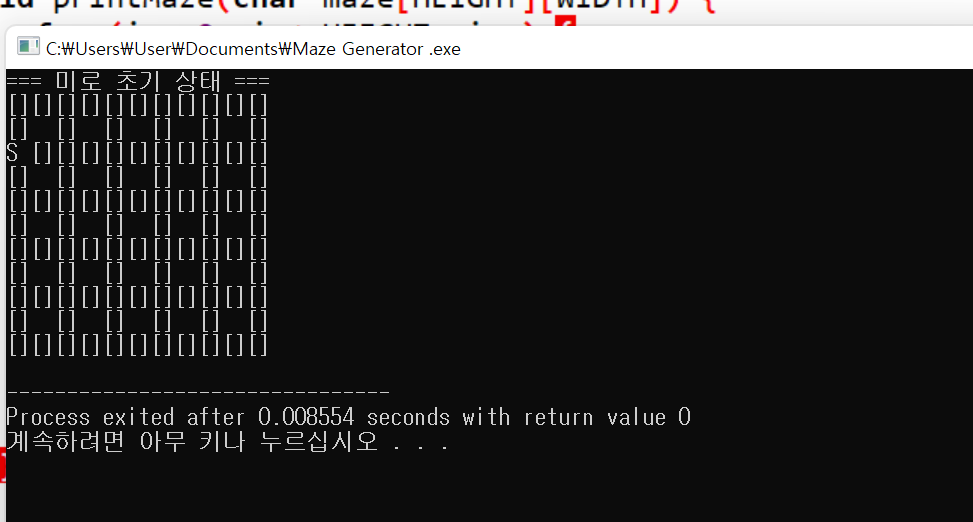 id printMaze(char maze[HEIGHT][WIDTH]) {
C:₩Users₩User₩Documents₩Maze Generator .exe
=== 미로 초기 상태 ===
[][][][][][][][][][][]
[]  []  []  []  []  []
S [][][][][][][][][][]
[]  []  []  []  []  []
[][][][][][][][][][][]
[]  []  []  []  []  []
[][][][][][][][][][][]
[]  []  []  []  []  []
[][][][][][][][][][][]
[]  []  []  []  []  []
[][][][][][][][][][][]
--------------------------------
Process exited after 0.008554 seconds with return value 0
계속하려면 아무 키나 누르십시오 . . .